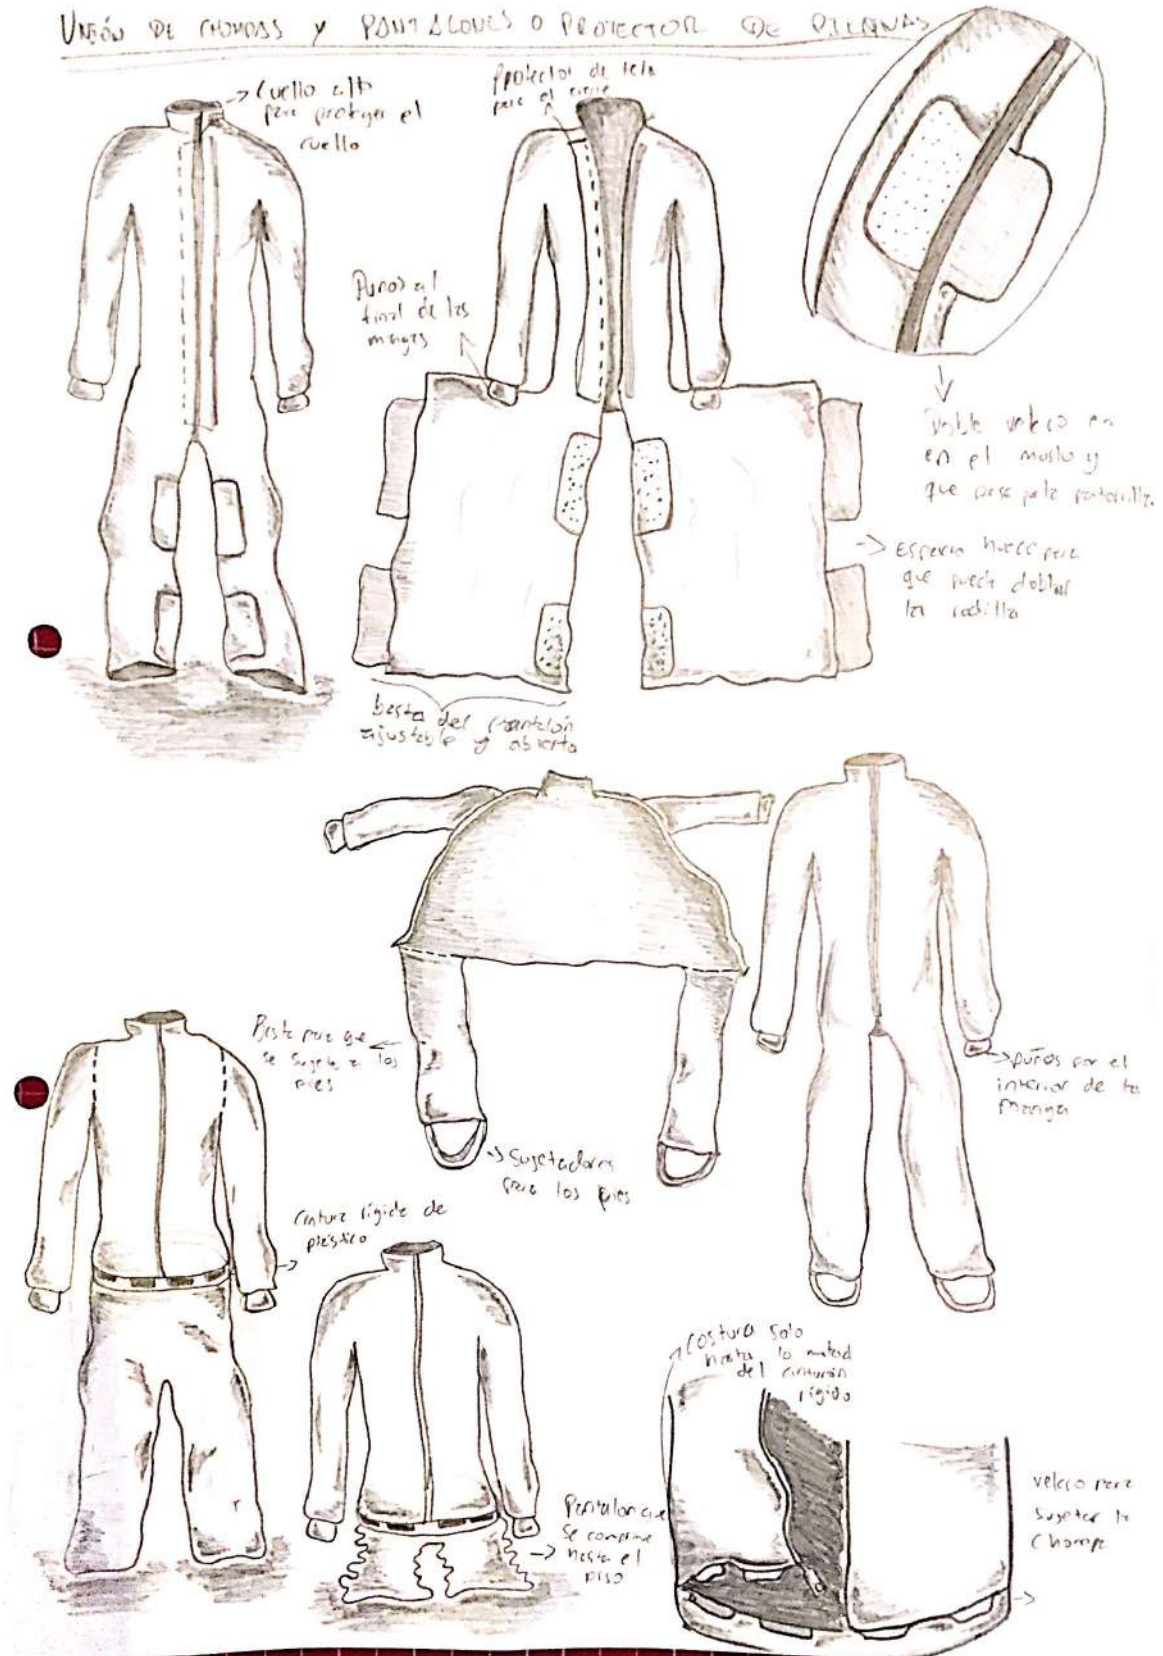 UNIÓN DE CHOMPAS Y PANTALONES O PROTECTOR DE PIERNAS
Cuello alto
para proteger el
cuello
Protector de tela
para el cierre
Puños al
final de las
mangas
Doble velcro en
en el muslo y
que pase pola pantorrilla
Espacio hueco para
que pueda doblar
la rodilla
basta del pantalón
ajustable y abierta
Basta para que
se sujete a los
pies
Sujetadores
para los pies
puños por el
interior de la
manga
Cintura rígida de
plástico
Pantalon que
se comprime
hasta el
piso
Costura solo
hasta la mitad
del cinturón
rígido
velcro para
sujetar la
Chompa